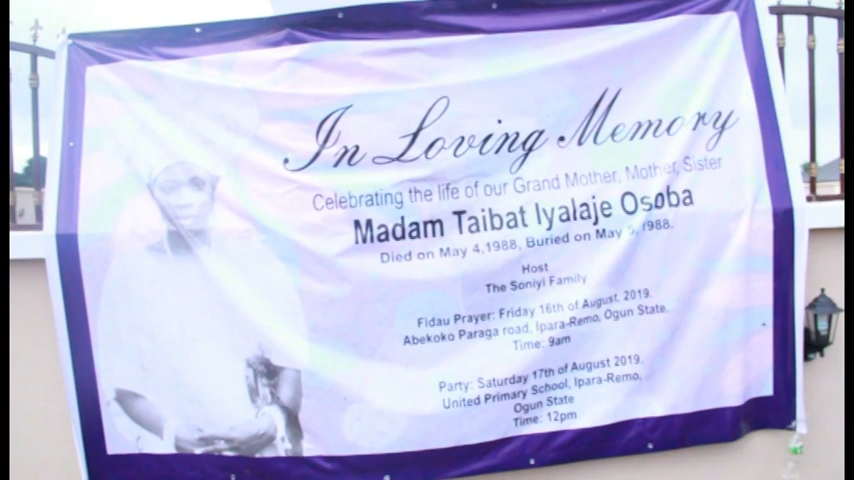 In Loving Memory
Celebrating the life of our Grand Mother, Mother, Sister
Madam Taibat Iyalaje Osoba
Died on May 4,1988, Buried on May 5, 1988.
Host
The Soniyi Family
Fidau Prayer: Friday 16th of August, 2019.
Abekoko Paraga road, Ipara-Remo, Ogun State.
Time: 9am
Party: Saturday 17th of August 2019.
United Primary School, Ipara-Remo,
Ogun State
Time: 12pm